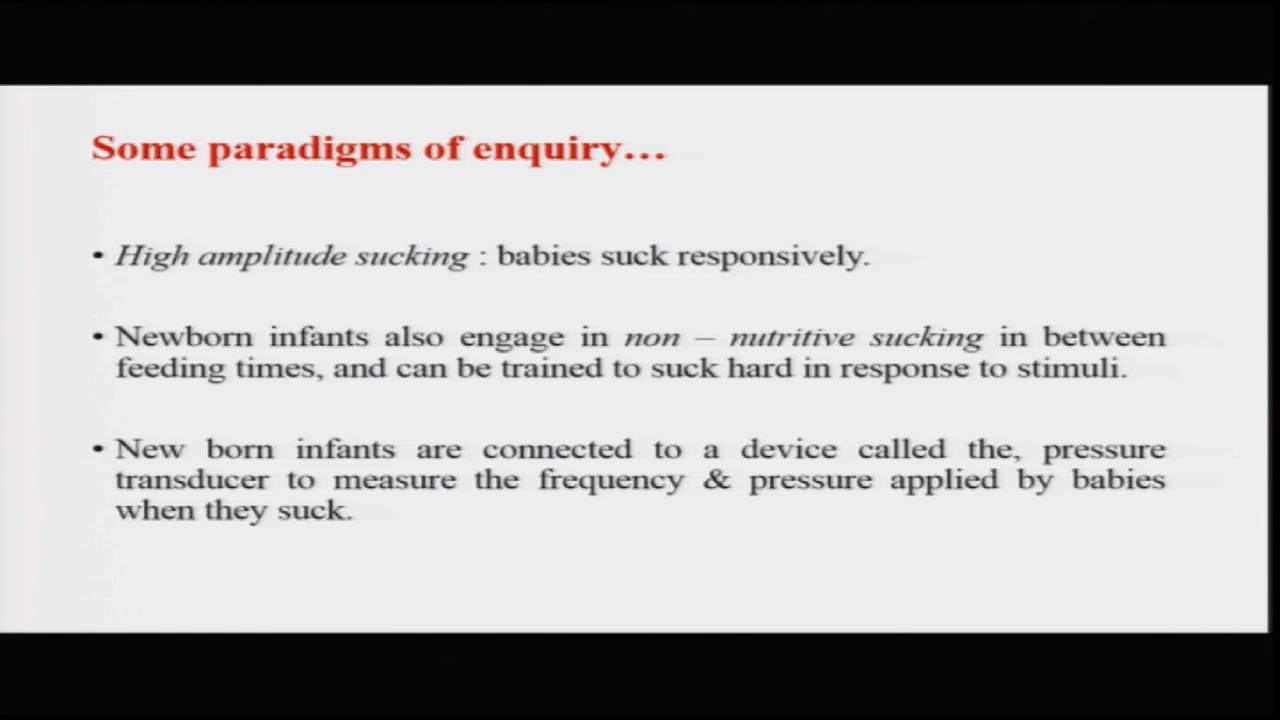 Some paradigms of enquiry…
• High amplitude sucking : babies suck responsively.
• Newborn infants also engage in non – nutritive sucking in between
feeding times, and can be trained to suck hard in response to stimuli.
• New born infants are connected to a device called the, pressure
transducer to measure the frequency & pressure applied by babies
when they suck.